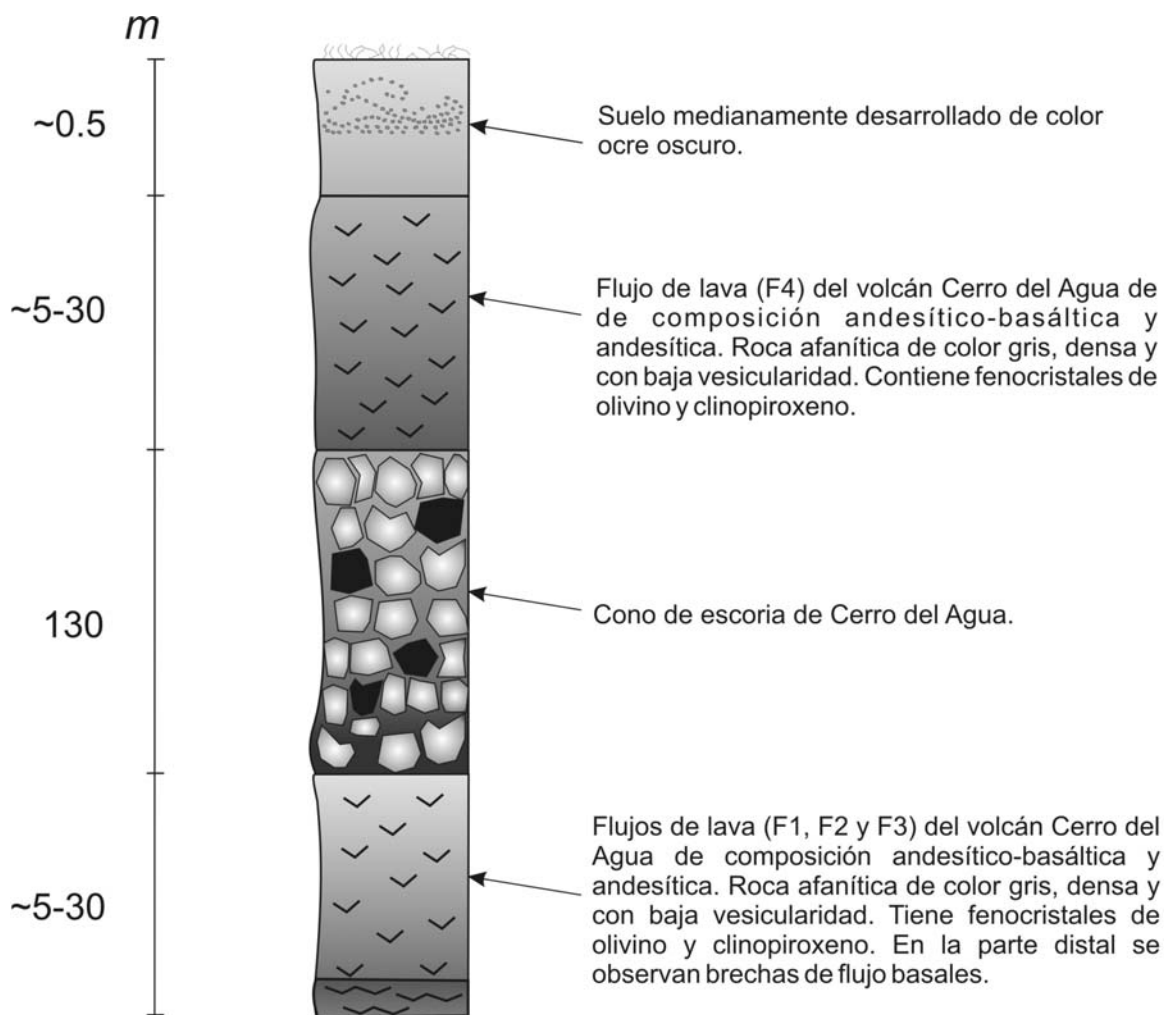 m
~0.5
Suelo medianamente desarrollado de color
ocre oscuro.
~5-30
Flujo de lava (F4) del volcán Cerro del Agua de
de composición andesítico-basáltica y
andesítica. Roca afanítica de color gris, densa y
con baja vesicularidad. Contiene fenocristales de
olivino y clinopiroxeno.
130
Cono de escoria de Cerro del Agua.
~5-30
Flujos de lava (F1, F2 y F3) del volcán Cerro del
Agua de composición andesítico-basáltica y
andesítica. Roca afanítica de color gris, densa y
con baja vesicularidad. Tiene fenocristales de
olivino y clinopiroxeno. En la parte distal se
observan brechas de flujo basales.